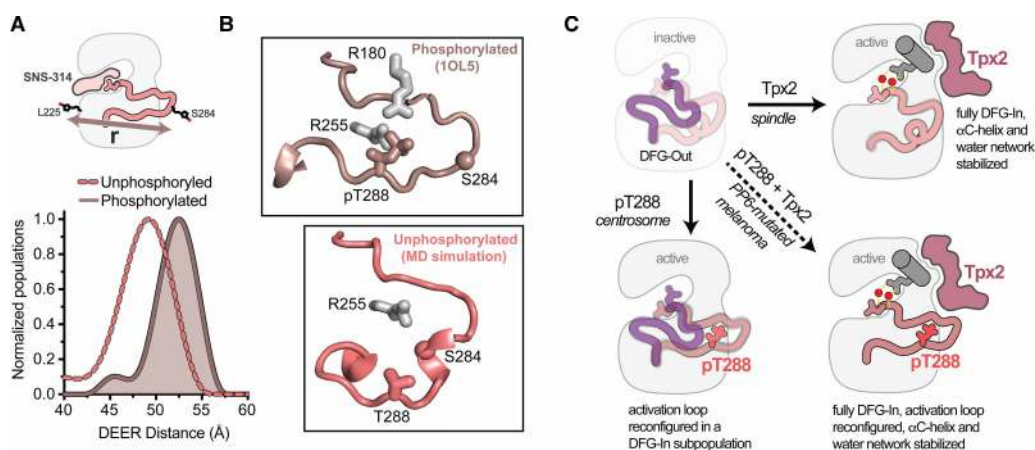 A
SNS-314
L225
S284
r
Unphosphoryled
Phosphorylated
Normalized populations
1.0
0.8
0.6
0.4
0.2
0.0
40 45 50 55 60
DEER Distance (Å)
B
Phosphorylated
(1OL5)
R180
R255
pT288
S284
Unphosphorylated
(MD simulation)
R255
S284
T288
C
inactive
DFG-Out
Tpx2
spindle
active
Tpx2
fully DFG-In,
αC-helix and
water network
stabilized
pT288
centrosome
pT288 + Tpx2
PP6-mutated
melanoma
active
pT288
activation loop
reconfigured in a
DFG-In subpopulation
active
Tpx2
pT288
fully DFG-In, activation loop
reconfigured, αC-helix and
water network stabilized